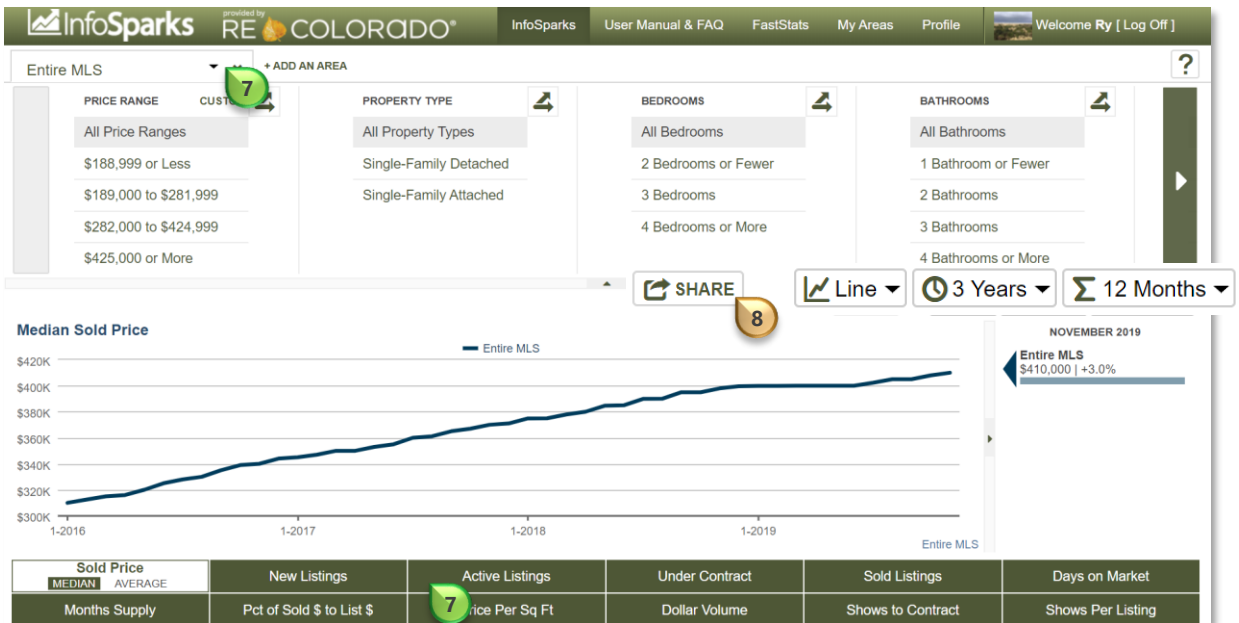 InfoSparks provided by RE COLORADO® InfoSparks User Manual & FAQ FastStats My Areas Profile Welcome Ry [ Log Off ]
Entire MLS + ADD AN AREA ?
7
PRICE RANGE PROPERTY TYPE BEDROOMS BATHROOMS
All Price Ranges All Property Types All Bedrooms All Bathrooms
$188,999 or Less Single-Family Detached 2 Bedrooms or Fewer 1 Bathroom or Fewer
$189,000 to $281,999 Single-Family Attached 3 Bedrooms 2 Bathrooms
$282,000 to $424,999 4 Bedrooms or More 3 Bathrooms
$425,000 or More 4 Bathrooms or More
SHARE Line 3 Years Σ 12 Months
8
Median Sold Price NOVEMBER 2019
Entire MLS Entire MLS
$410,000 | +3.0%
$420K
$400K
$380K
$360K
$340K
$320K
$300K
1-2016 1-2017 1-2018 1-2019
Entire MLS
Sold Price New Listings Active Listings Under Contract Sold Listings Days on Market
MEDIAN AVERAGE
Months Supply Pct of Sold $ to List $ 7 rice Per Sq Ft Dollar Volume Shows to Contract Shows Per Listing